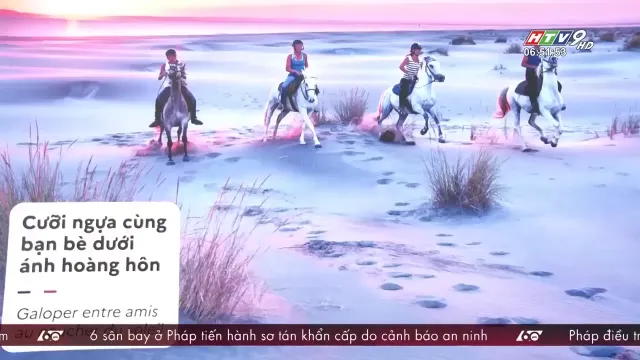 HTV9 HD
06:51:53
Cưỡi ngựa cùng
bạn bè dưới
ánh hoàng hôn
Galoper entre amis
au
6 sân bay ở Pháp tiến hành sơ tán khẩn cấp do cảnh báo an ninh
Pháp điều tr